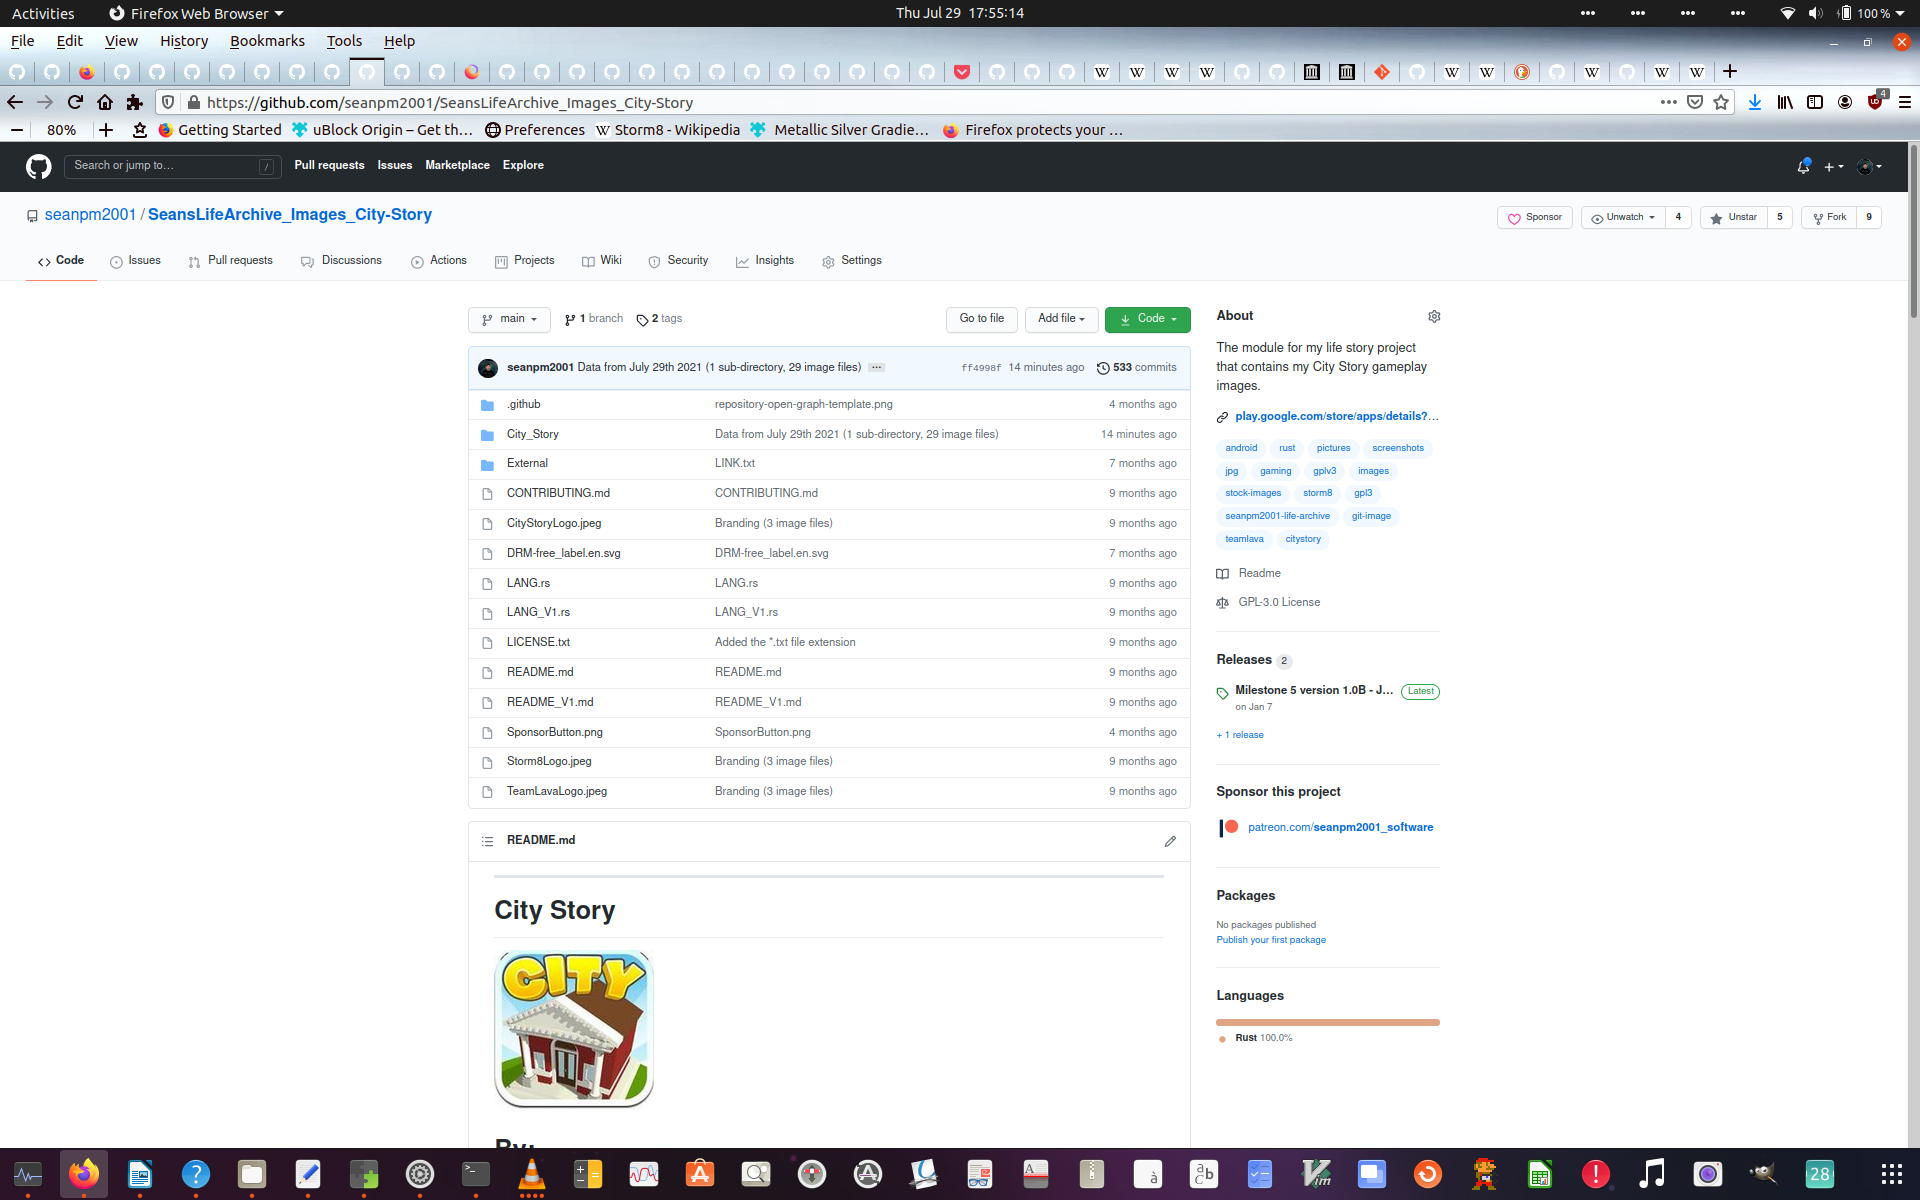 Activities Firefox Web Browser Thu Jul 29 17:55:14 100 %
File Edit View History Bookmarks Tools Help
https://github.com/seanpm2001/SeansLifeArchive_Images_City-Story 4
80% Getting Started uBlock Origin – Get th… Preferences Storm8 - Wikipedia Metallic Silver Gradie… Firefox protects your …
Search or jump to… / Pull requests Issues Marketplace Explore
seanpm2001 / SeansLifeArchive_Images_City-Story Sponsor Unwatch 4 Unstar 5 Fork 9
Code Issues Pull requests Discussions Actions Projects Wiki Security Insights Settings
main 1 branch 2 tags Go to file Add file Code
seanpm2001 Data from July 29th 2021 (1 sub-directory, 29 image files) ... ff4998f 14 minutes ago 533 commits
.github repository-open-graph-template.png 4 months ago
City_Story Data from July 29th 2021 (1 sub-directory, 29 image files) 14 minutes ago
External LINK.txt 7 months ago
CONTRIBUTING.md CONTRIBUTING.md 9 months ago
CityStoryLogo.jpeg Branding (3 image files) 9 months ago
DRM-free_label.en.svg DRM-free_label.en.svg 7 months ago
LANG.rs LANG.rs 9 months ago
LANG_V1.rs LANG_V1.rs 9 months ago
LICENSE.txt Added the *.txt file extension 9 months ago
README.md README.md 9 months ago
README_V1.md README_V1.md 9 months ago
SponsorButton.png SponsorButton.png 4 months ago
Storm8Logo.jpeg Branding (3 image files) 9 months ago
TeamLavaLogo.jpeg Branding (3 image files) 9 months ago
README.md
City Story
CITY
By:
About
The module for my life story project
that contains my City Story gameplay
images.
play.google.com/store/apps/details?…
android rust pictures screenshots
jpg gaming gplv3 images
stock-images storm8 gpl3
seanpm2001-life-archive git-image
teamlava citystory
Readme
GPL-3.0 License
Releases 2
Milestone 5 version 1.0B - J… Latest
on Jan 7
+ 1 release
Sponsor this project
patreon.com/seanpm2001_software
Packages
No packages published
Publish your first package
Languages
Rust 100.0%
28